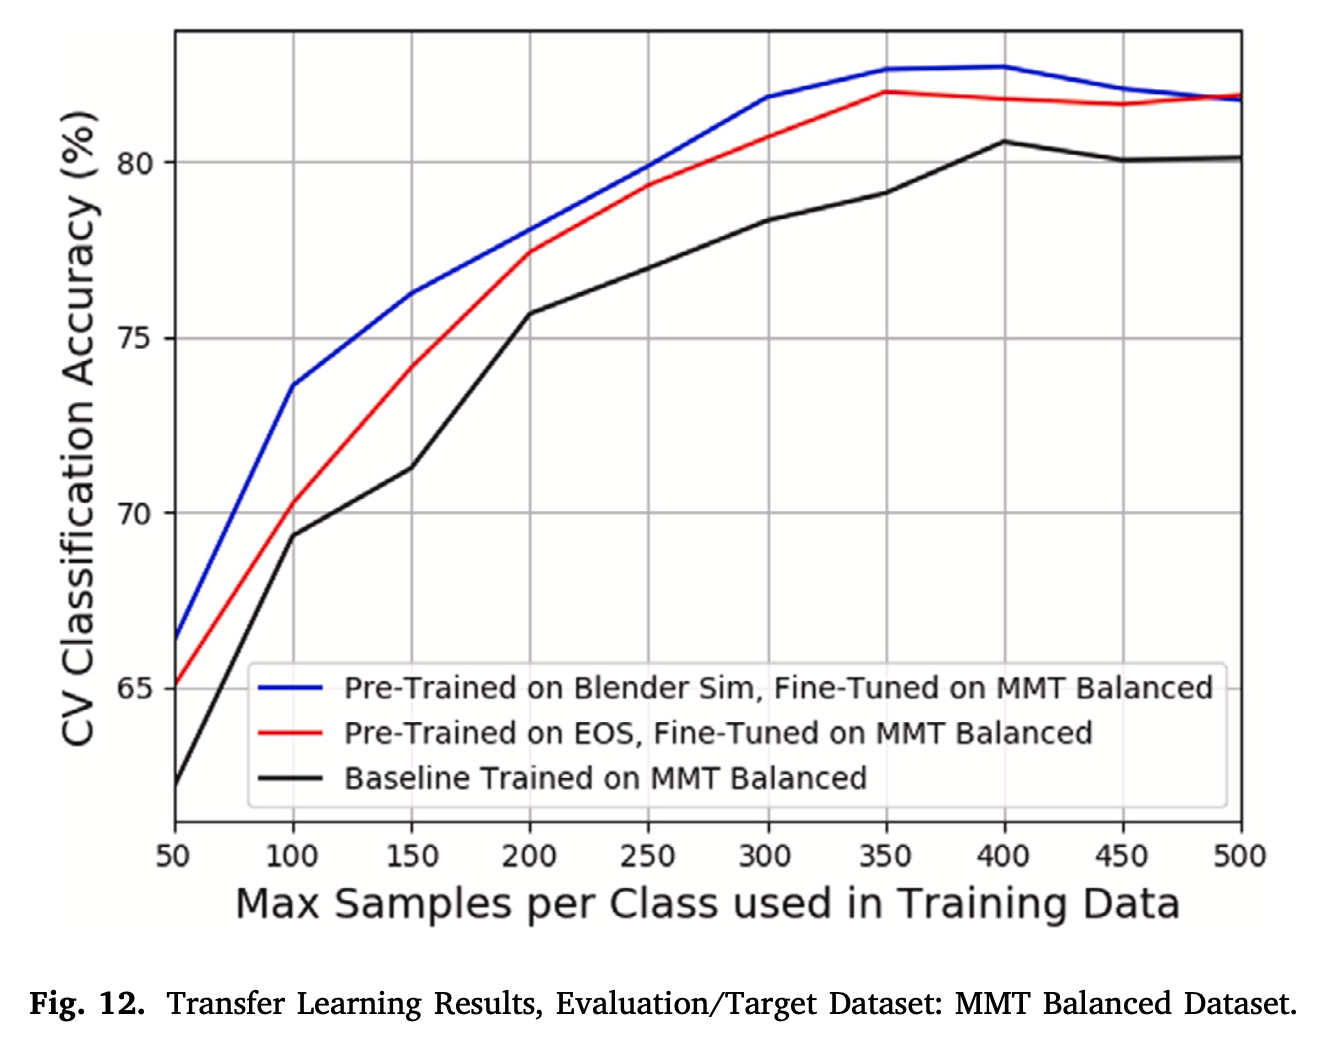 CV Classification Accuracy (%)
80
75
70
65
Pre-Trained on Blender Sim, Fine-Tuned on MMT Balanced
Pre-Trained on EOS, Fine-Tuned on MMT Balanced
Baseline Trained on MMT Balanced
50 100 150 200 250 300 350 400 450 500
Max Samples per Class used in Training Data
Fig. 12. Transfer Learning Results, Evaluation/Target Dataset: MMT Balanced Dataset.